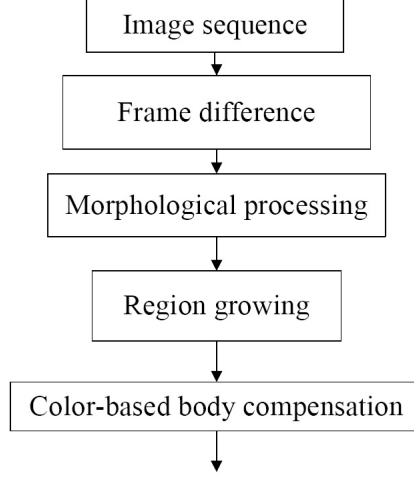 Image sequence
Frame difference
Morphological processing
Region growing
Color-based body compensation